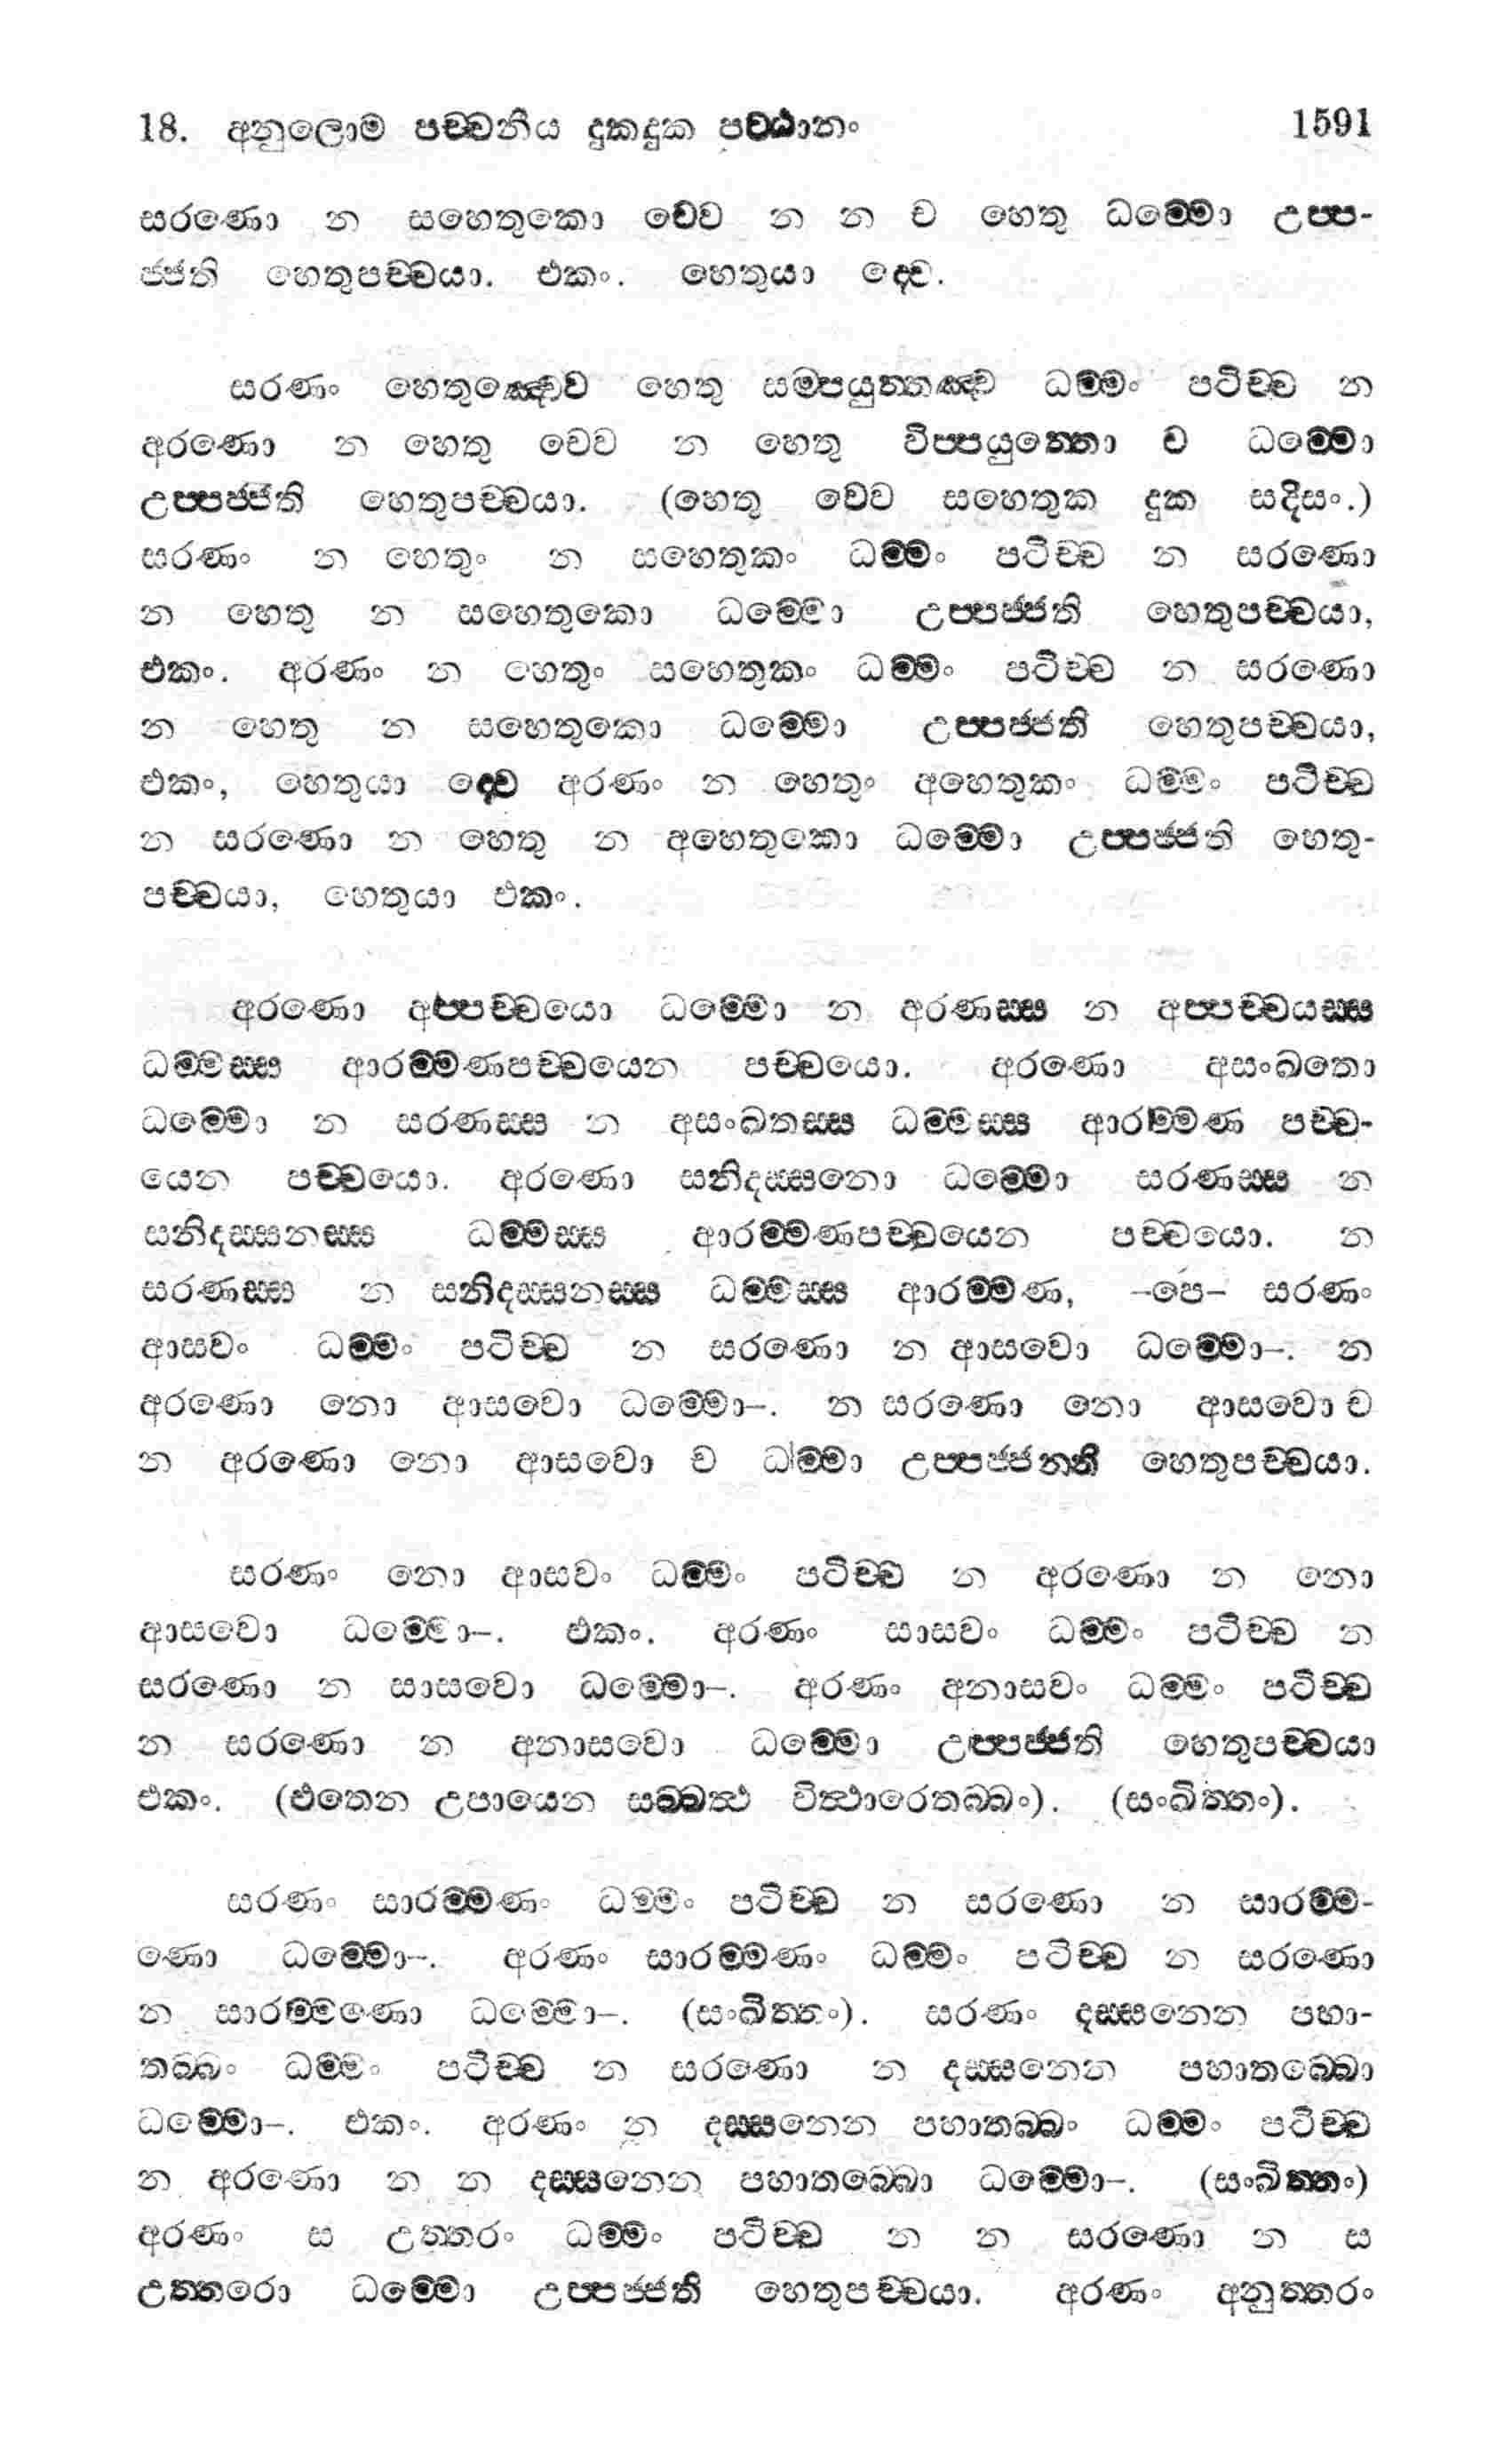 18. අනුලොම පච්චනීය දුකදුක පට්ඨානං 1591
සරණො න සහෙතුකො චෙව න න ච හෙතු ධම්මො උප්ප-
ජ්ජති හෙතුපච්චයා. එකං. හෙතුයා ද්වෙ.
සරණං හෙතුඤ්චෙව හෙතු සම්පයුත්තඤ්ච ධම්මං පටිච්ච න
අරණො න හෙතු චෙව න හෙතු විප්පයුත්තො ච ධම්මො
උප්පජ්ජති හෙතුපච්චයා. (හෙතු චෙව සහෙතුක දුක සදිසං.)
සරණං න හෙතුං න සහෙතුකං ධම්මං පටිච්ච න සරණො
න හෙතු න සහෙතුකො ධම්මො උප්පජ්ජති හෙතුපච්චයා,
එකං. අරණං න හෙතුං සහෙතුකං ධම්මං පටිච්ච න සරණො
න හෙතු න සහෙතුකො ධම්මො උප්පජ්ජති හෙතුපච්චයා,
එකං, හෙතුයා ද්වෙ අරණං න හෙතුං අහෙතුකං ධම්මං පටිච්ච
න සරණො න හෙතු න අහෙතුකො ධම්මො උප්පජ්ජති හෙතු-
පච්චයා, හෙතුයා එකං.
අරණො අප්පච්චයො ධම්මො න අරණස්ස න අප්පච්චයස්ස
ධම්මස්ස ආරම්මණපච්චයෙන පච්චයො. අරණො අසංඛතො
ධම්මො න සරණස්ස න අසංඛතස්ස ධම්මස්ස ආරම්මණ පච්ච-
යෙන පච්චයො. අරණො සනිදස්සනො ධම්මො සරණස්ස න
සනිදස්සනස්ස ධම්මස්ස ආරම්මණපච්චයෙන පච්චයො. න
සරණස්ස න සනිදස්සනස්ස ධම්මස්ස ආරම්මණ, -පෙ- සරණං
ආසවං ධම්මං පටිච්ච න සරණො න ආසවො ධම්මො-. න
අරණො නො ආසවො ධම්මො-. න සරණො නො ආසවො ච
න අරණො නො ආසවො ච ධම්මා උප්පජ්ජන්ති හෙතුපච්චයා.
සරණං නො ආසවං ධම්මං පටිච්ච න අරණො න නො
ආසවො ධම්මො-. එකං. අරණං සාසවං ධම්මං පටිච්ච න
සරණො න සාසවො ධම්මො-. අරණං අනාසවං ධම්මං පටිච්ච
න සරණො න අනාසවො ධම්මො උප්පජ්ජති හෙතුපච්චයා
එකං. (එතෙන උපායෙන සබ්බත්ථ විත්ථාරෙතබ්බං). (සංඛිත්තං).
සරණං සාරම්මණං ධම්මං පටිච්ච න සරණො න සාරම්ම-
ණො ධම්මො-. අරණං සාරම්මණං ධම්මං පටිච්ච න සරණො
න සාරම්මණො ධම්මො-. (සංඛිත්තං). සරණං දස්සනෙන පහා-
තබ්බං ධම්මං පටිච්ච න සරණො න දස්සනෙන පහාතබ්බො
ධම්මො-. එකං. අරණං න දස්සනෙන පහාතබ්බං ධම්මං පටිච්ච
න අරණො න න දස්සනෙන පහාතබ්බො ධම්මො-. (සංඛිත්තං)
අරණං ස උත්තරං ධම්මං පටිච්ච න න සරණො න ස
උත්තරො ධම්මො උප්පජ්ජති හෙතුපච්චයා. අරණං අනුත්තරං